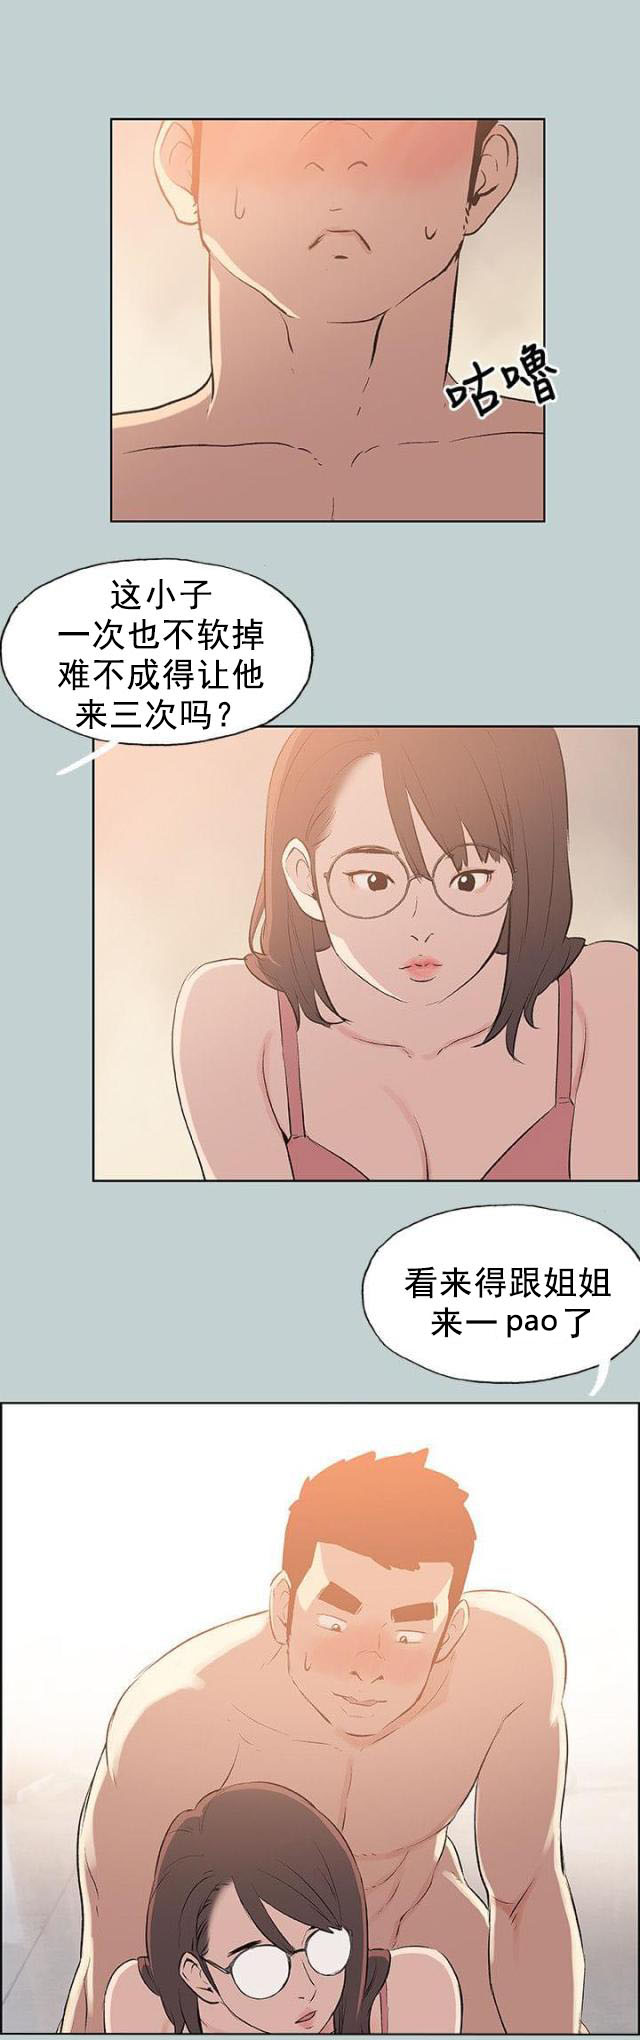 咕噜
这小子
一次也不软掉
难不成得让他
来三次吗？
看来得跟姐姐
来一pao了